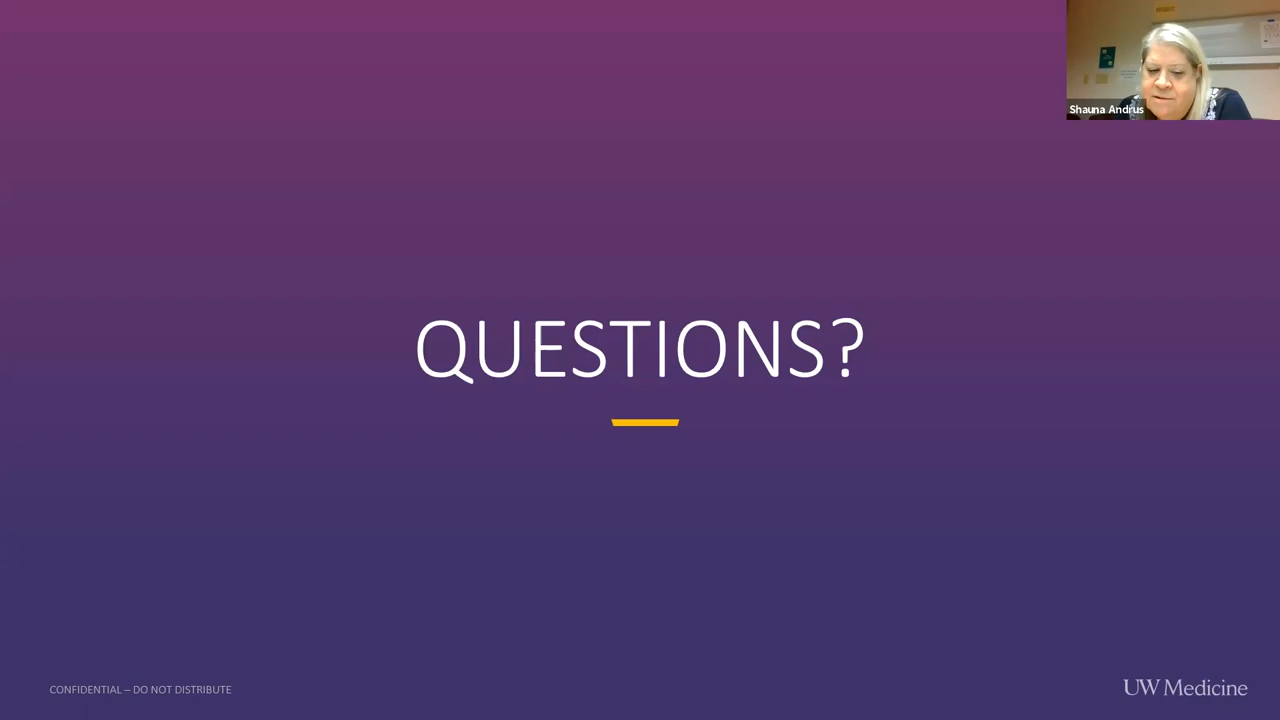 Shauna Andrus
QUESTIONS?
CONFIDENTIAL – DO NOT DISTRIBUTE
UW Medicine